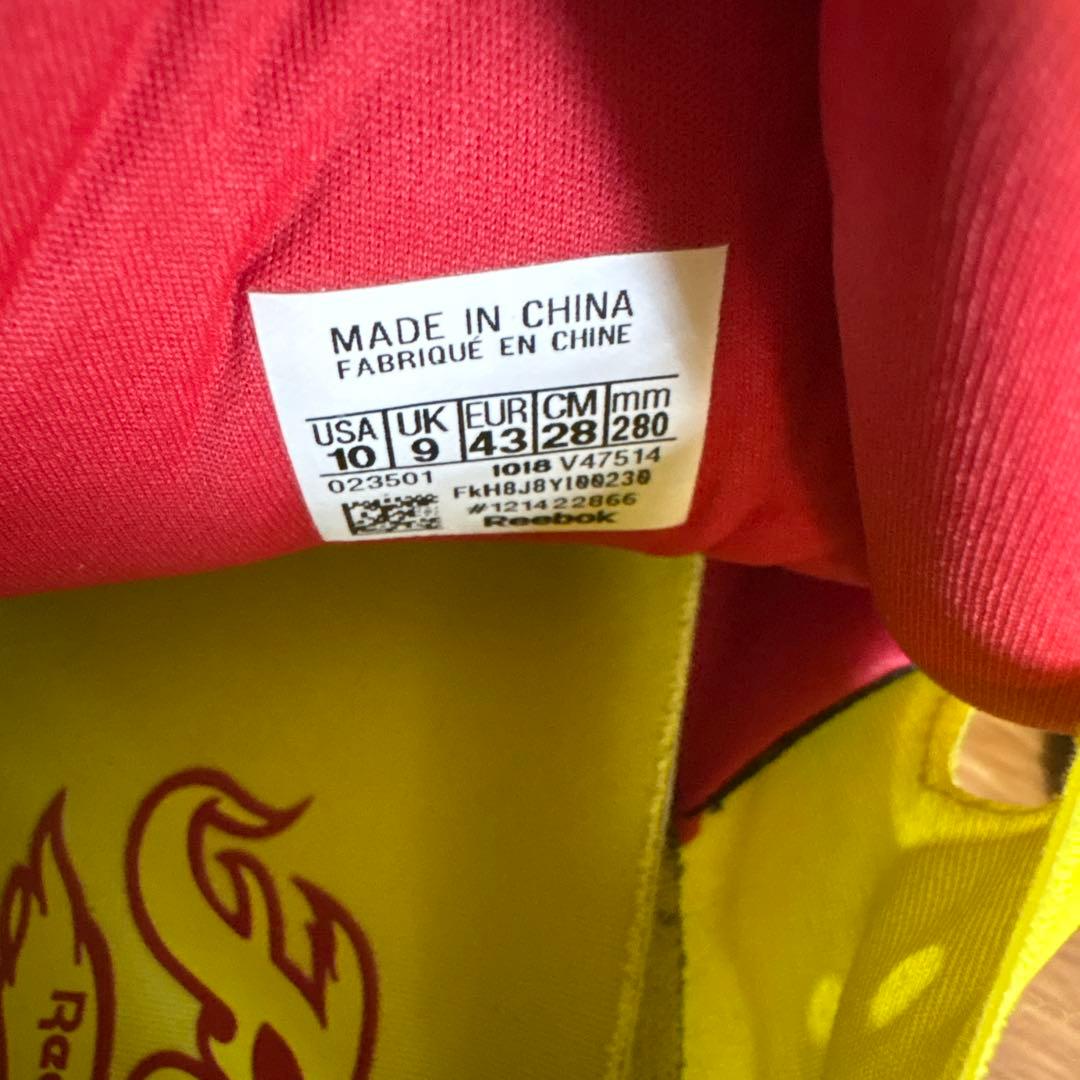 MADE IN CHINA
FABRIQUÉ EN CHINE
USA UK EUR CM mm
10 9 43 28 280
023501 1018 V47514
FkH8J8Y100230
#121422866
Reebok